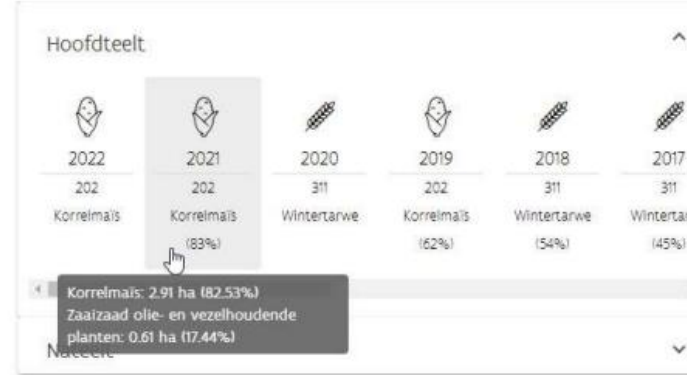 Hoofdteelt
2022 2021 2020 2019 2018 2017
202 202 311 202 311 311
Korrelmaïs Korrelmaïs Wintertarwe Korrelmaïs Wintertarwe Winterta
(83%) (62%) (54%) (45%)
Korrelmaïs: 2.91 ha (82.53%)
Zaaizaad olie- en vezelhoudende
planten: 0.61 ha (17.44%)